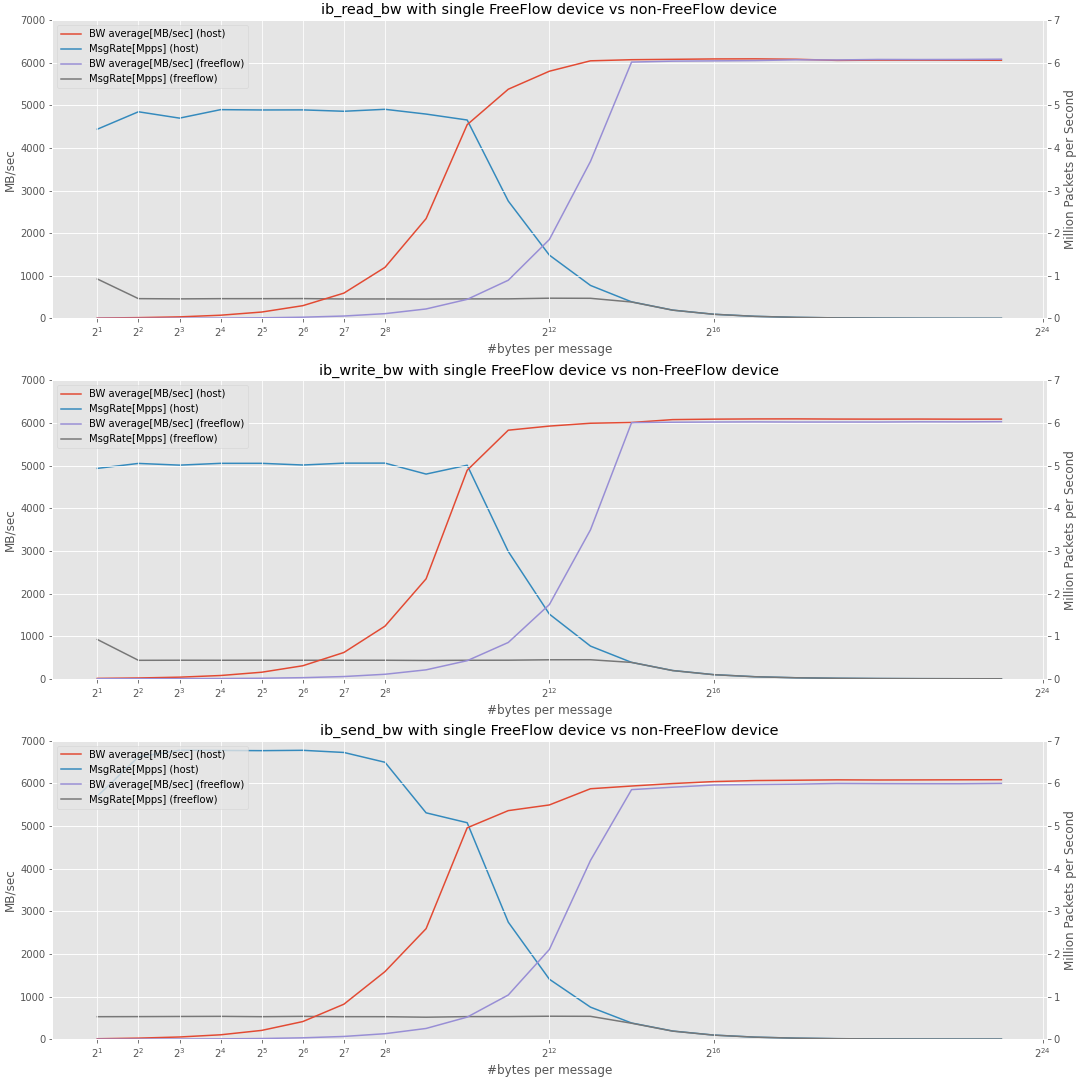 ib_read_bw with single FreeFlow device vs non-FreeFlow device
7000
6000
5000
4000
3000
2000
1000
0
MB/sec
BW average[MB/sec] (host)
MsgRate[Mpps] (host)
BW average[MB/sec] (freeflow)
MsgRate[Mpps] (freeflow)
7
6
5
4
3
2
1
0
Million Packets per Second
2^1 2^2 2^3 2^4 2^5 2^6 2^7 2^8 2^12 2^16 2^24
#bytes per message
ib_write_bw with single FreeFlow device vs non-FreeFlow device
7000
6000
5000
4000
3000
2000
1000
0
MB/sec
BW average[MB/sec] (host)
MsgRate[Mpps] (host)
BW average[MB/sec] (freeflow)
MsgRate[Mpps] (freeflow)
7
6
5
4
3
2
1
0
Million Packets per Second
2^1 2^2 2^3 2^4 2^5 2^6 2^7 2^8 2^12 2^16 2^24
#bytes per message
ib_send_bw with single FreeFlow device vs non-FreeFlow device
7000
6000
5000
4000
3000
2000
1000
0
MB/sec
BW average[MB/sec] (host)
MsgRate[Mpps] (host)
BW average[MB/sec] (freeflow)
MsgRate[Mpps] (freeflow)
7
6
5
4
3
2
1
0
Million Packets per Second
2^1 2^2 2^3 2^4 2^5 2^6 2^7 2^8 2^12 2^16 2^24
#bytes per message